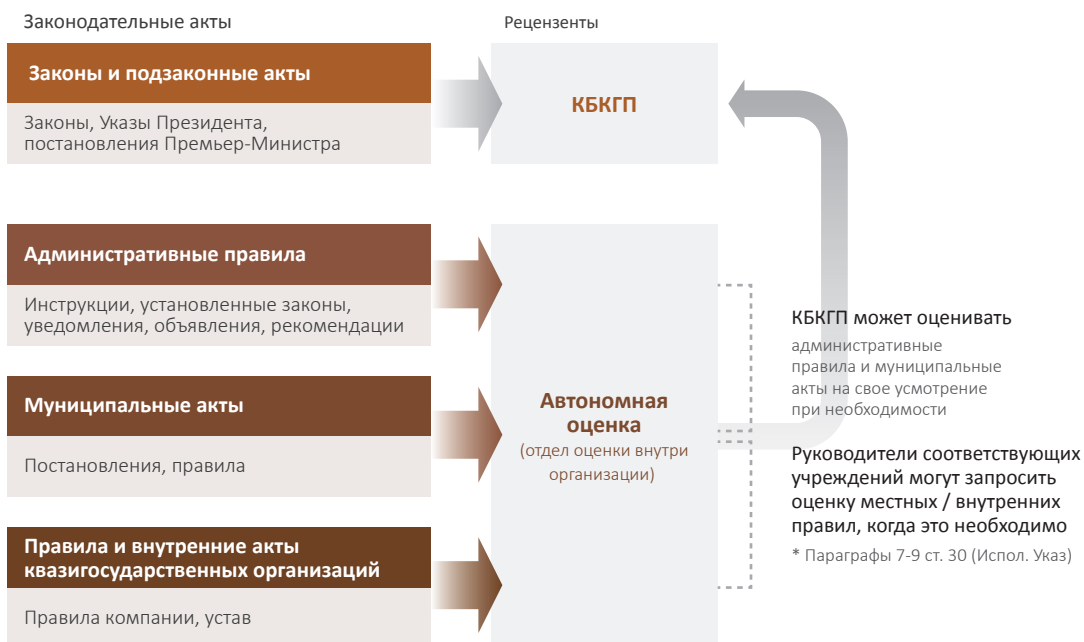 Законодательные акты
Рецензенты
Законы и подзаконные акты
Законы, Указы Президента,
постановления Премьер-Министра
КБКГП
Административные правила
Инструкции, установленные законы,
уведомления, объявления, рекомендации
Муниципальные акты
Постановления, правила
Правила и внутренние акты
квазигосударственных организаций
Правила компании, устав
Автономная
оценка
(отдел оценки внутри
организации)
КБКГП может оценивать
административные
правила и муниципальные
акты на свое усмотрение
при необходимости
Руководители соответствующих
учреждений могут запросить
оценку местных / внутренних
правил, когда это необходимо
* Параграфы 7-9 ст. 30 (Испол. Указ)